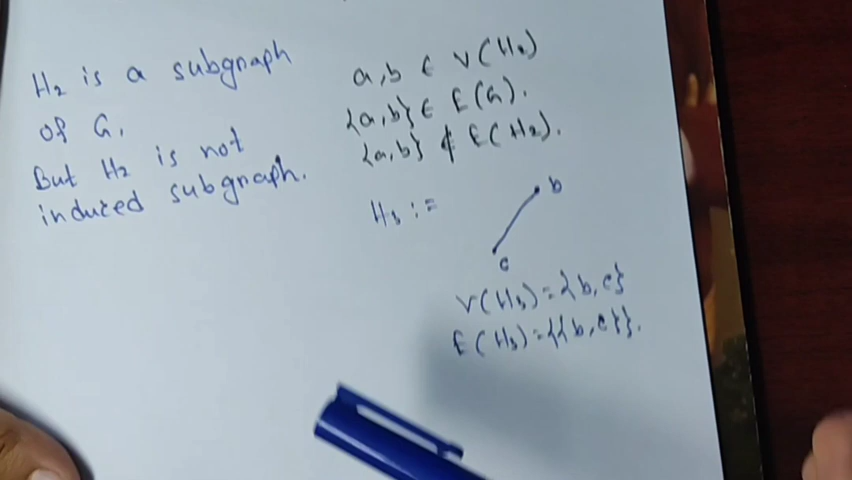 H₂ is a subgraph
of G.
But H₂ is not
induced subgraph.
a,b ∈ V(H₂)
{a,b} ∈ E(G).
{a,b} ∉ E(H₂).
H₃ :=
b
c
V(H₃) = {b,c}
E(H₃) = {{b,c}}.